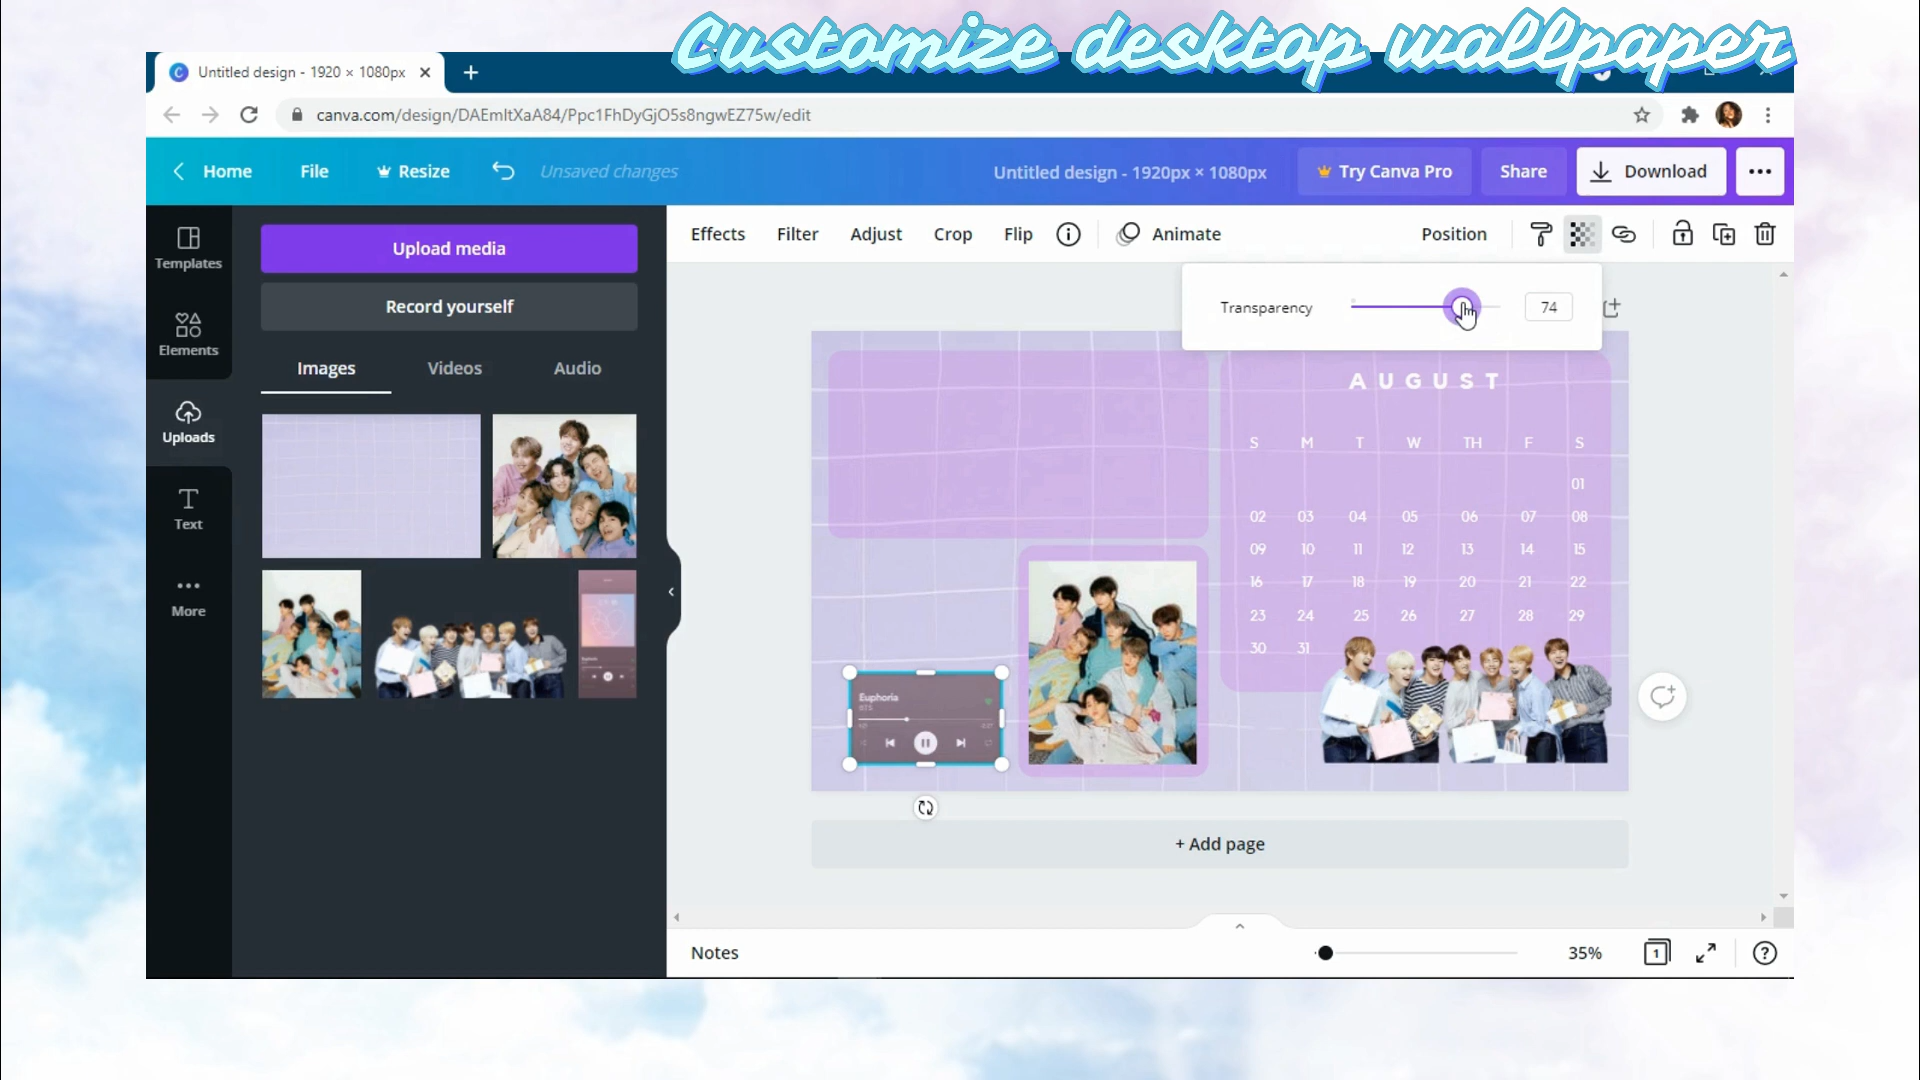 Customize desktop wallpaper
Untitled design - 1920 × 1080px
canva.com/design/DAEmItXaA84/Ppc1FhDyGjO5s8ngwEZ75w/edit
Home File Resize Unsaved changes Untitled design - 1920px × 1080px Try Canva Pro Share Download
Templates
Elements
Uploads
Text
More
Upload media
Record yourself
Images Videos Audio
Effects Filter Adjust Crop Flip Animate Position
Transparency 74
AUGUST
S M T W TH F S
01
02 03 04 05 06 07 08
09 10 11 12 13 14 15
16 17 18 19 20 21 22
23 24 25 26 27 28 29
30 31
Euphoria
BTS
+ Add page
Notes 35% 1